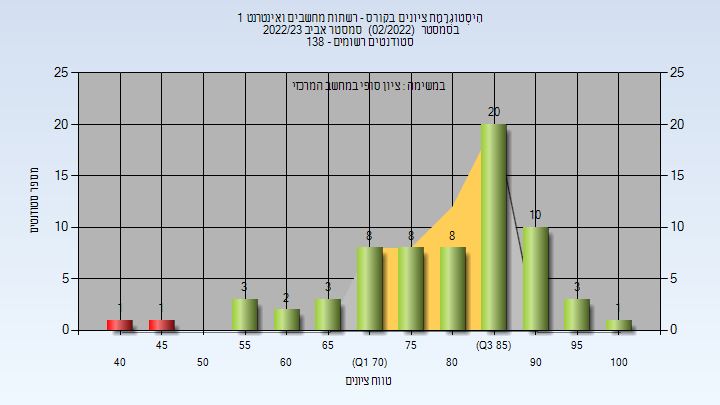 היסטוגרמת ציונים בקורס - רשתות מחשבים ואינטרנט 1
בסמסטר (02/2022) סמסטר אביב 2022/23
סטודנטים רשומים - 138
במשימה : ציון סופי במחשב המרכזי
מספר סטודנטים
25 25
20 20
15 15
10 10
5 5
0 0
1 1 3 2 3 8 8 8 20 10 3 1
45 55 65 75 (Q3 85) 95
40 50 60 (Q1 70) 80 90 100
טווח ציונים